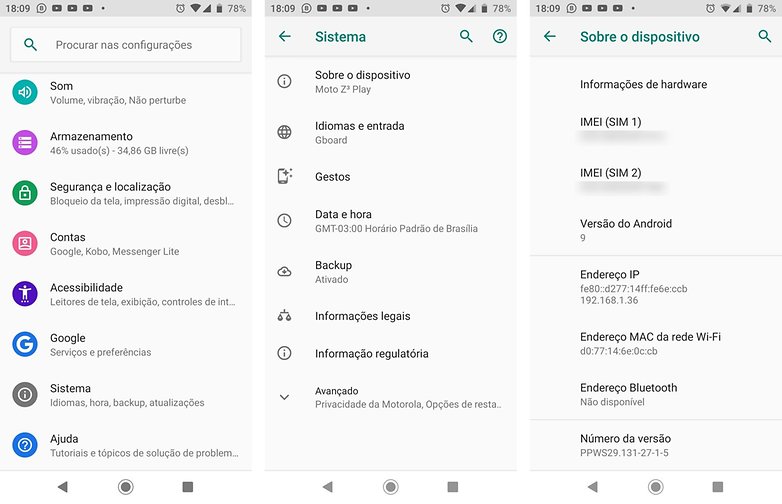 18:09
78%
Procurar nas configurações
Som
Volume, vibração, Não perturbe
Armazenamento
46% usado(s) - 34,86 GB livre(s)
Segurança e localização
Bloqueio da tela, impressão digital, desbl...
Contas
Google, Kobo, Messenger Lite
Acessibilidade
Leitores de tela, exibição, controles de int...
Google
Serviços e preferências
Sistema
Idiomas, hora, backup, atualizações
Ajuda
Tutoriais e tópicos de solução de problem...
18:09
78%
Sistema
Sobre o dispositivo
Moto Z³ Play
Idiomas e entrada
Gboard
Gestos
Data e hora
GMT-03:00 Horário Padrão de Brasília
Backup
Ativado
Informações legais
Informação regulatória
Avançado
Privacidade da Motorola, Opções de resta..
18:09
78%
Sobre o dispositivo
Informações de hardware
IMEI (SIM 1)
IMEI (SIM 2)
Versão do Android
9
Endereço IP
fe80::d277:14ff:fe6e:ccb
192.168.1.36
Endereço MAC da rede Wi-Fi
d0:77:14:6e:0c:cb
Endereço Bluetooth
Não disponível
Número da versão
PPWS29.131-27-1-5